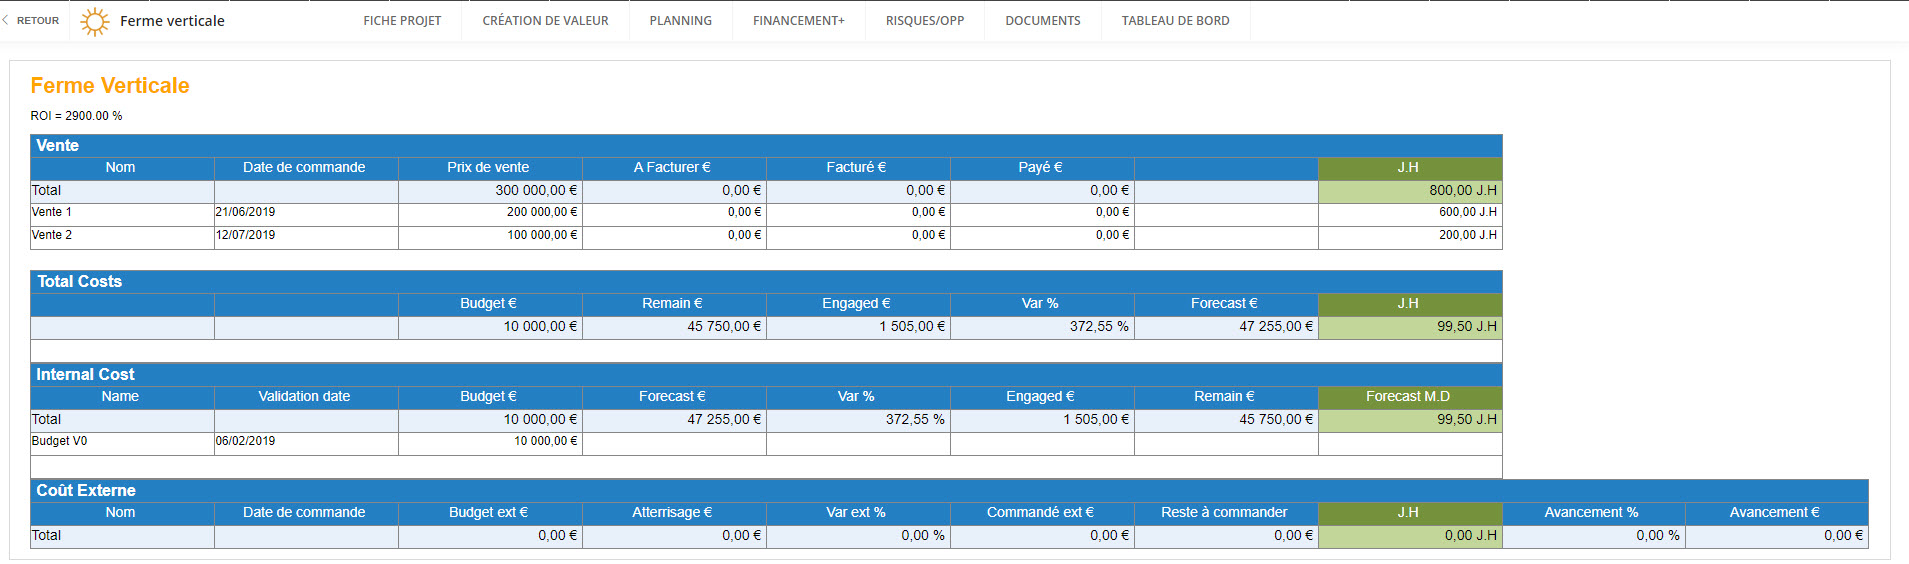 RETOUR Ferme verticale FICHE PROJET CRÉATION DE VALEUR PLANNING FINANCEMENT+ RISQUES/OPP DOCUMENTS TABLEAU DE BORD
Ferme Verticale
ROI = 2900.00 %
Vente
Nom Date de commande Prix de vente A Facturer € Facturé € Payé € J.H
Total 300 000,00 € 0,00 € 0,00 € 0,00 € 800,00 J.H
Vente 1 21/06/2019 200 000,00 € 0,00 € 0,00 € 0,00 € 600,00 J.H
Vente 2 12/07/2019 100 000,00 € 0,00 € 0,00 € 0,00 € 200,00 J.H
Total Costs
Budget € Remain € Engaged € Var % Forecast € J.H
10 000,00 € 45 750,00 € 1 505,00 € 372,55 % 47 255,00 € 99,50 J.H
Internal Cost
Name Validation date Budget € Forecast € Var % Engaged € Remain € Forecast M.D
Total 10 000,00 € 47 255,00 € 372,55 % 1 505,00 € 45 750,00 € 99,50 J.H
Budget V0 06/02/2019 10 000,00 €
Coût Externe
Nom Date de commande Budget ext € Atterrisage € Var ext % Commandé ext € Reste à commander J.H Avancement % Avancement €
Total 0,00 € 0,00 € 0,00 % 0,00 € 0,00 € 0,00 J.H 0,00 % 0,00 €